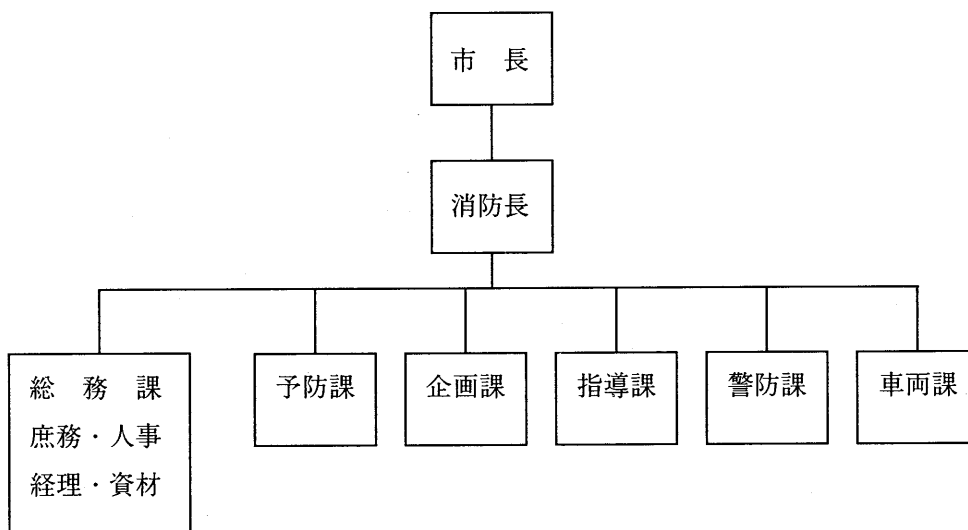 市　長
消防長
総　務　課
庶務・人事
経理・資材
予防課
企画課
指導課
警防課
車両課